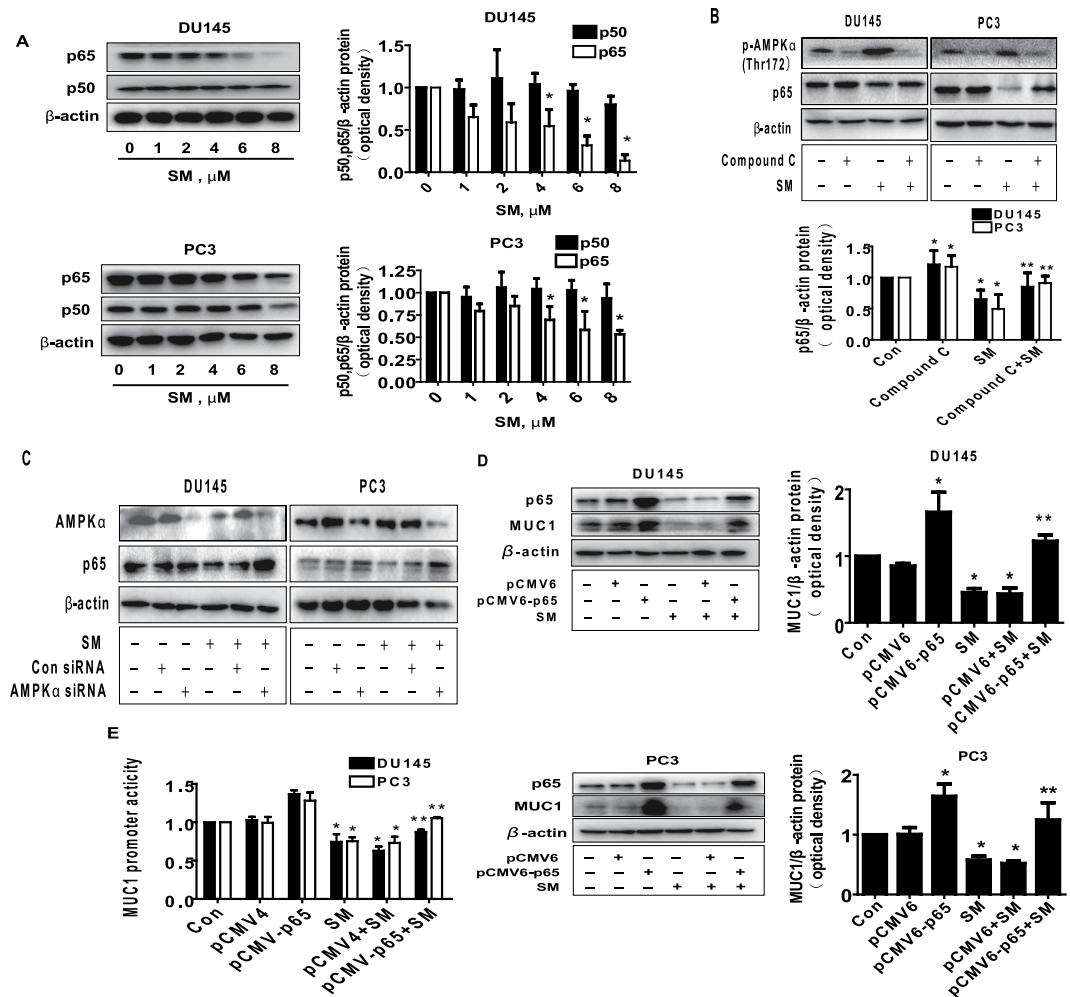 A
DU145
p65
p50
β-actin
0 1 2 4 6 8
SM , μM
DU145
p50
p65
p50,p65/β -actin protein
( optical density)
1.5
1.0
0.5
0.0
* * *
0 1 2 4 6 8
SM, μM
PC3
p65
p50
β-actin
0 1 2 4 6 8
SM , μM
PC3
p50
p65
p50,p65/β -actin protein
( optical density)
1.25
1.00
0.75
0.50
0.25
0.00
* * *
0 1 2 4 6 8
SM, μM
B
DU145 PC3
p-AMPKα
(Thr172)
p65
β-actin
Compound C – + – + – + – +
SM – – + + – – + +
DU145
PC3
p65/β -actin protein
( optical density)
1.5
1.0
0.5
0.0
* * * * ** **
Con Compound C SM Compound C+SM
C
DU145 PC3
AMPKα
p65
β-actin
SM – – – + + + – – – + + +
Con siRNA – + – – + – – + – – + –
AMPKα siRNA – – + – – + – – + – – +
D
DU145
p65
MUC1
β-actin
pCMV6 – + – – + –
pCMV6-p65 – – + – – +
SM – – – + + +
DU145
MUC1/β -actin protein
( optical density)
2
1
0
* * * **
Con pCMV6 pCMV6-p65 SM pCMV6+SM pCMV6-p65+SM
PC3
p65
MUC1
β-actin
pCMV6 – + – – + –
pCMV6-p65 – – + – – +
SM – – – + + +
PC3
MUC1/β -actin protein
( optical density)
2
1
0
* * * **
Con pCMV6 pCMV6-p65 SM pCMV6+SM pCMV6-p65+SM
E
DU145
PC3
MUC1 promoter acticity
1.5
1.0
0.5
0.0
* * * * ** **
Con pCMV4 pCMV-p65 SM pCMV4+SM pCMV-p65+SM